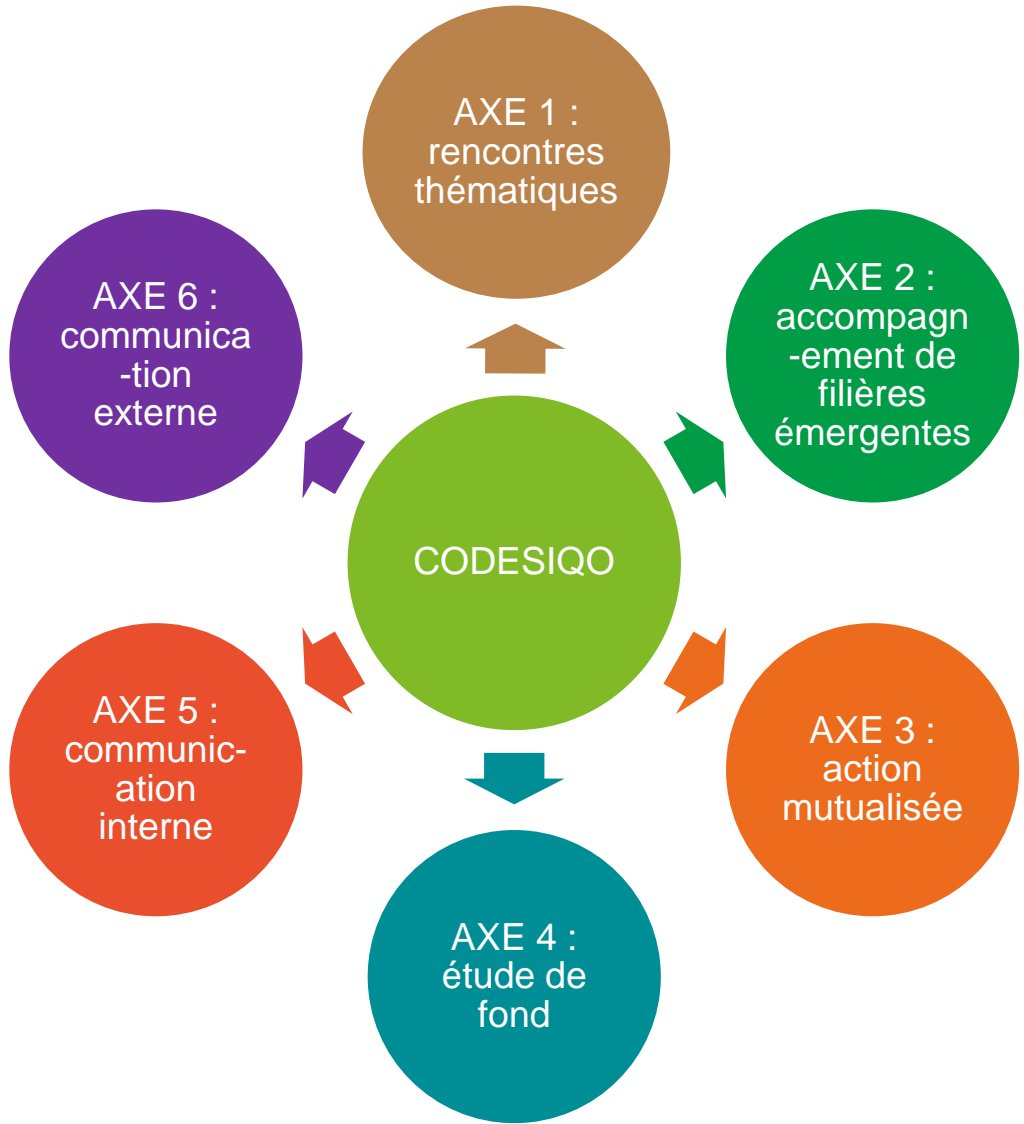 AXE 1 :
rencontres
thématiques
AXE 2 :
accompagn
-ement de
filières
émergentes
AXE 3 :
action
mutualisée
AXE 4 :
étude de
fond
AXE 5 :
communic-
ation
interne
AXE 6 :
communica
-tion
externe
CODESIQO